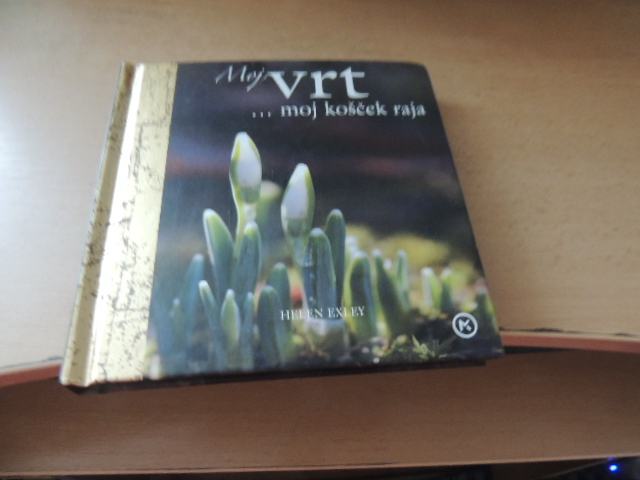 Moj vrt
... moj košček raja
HELEN EXLEY